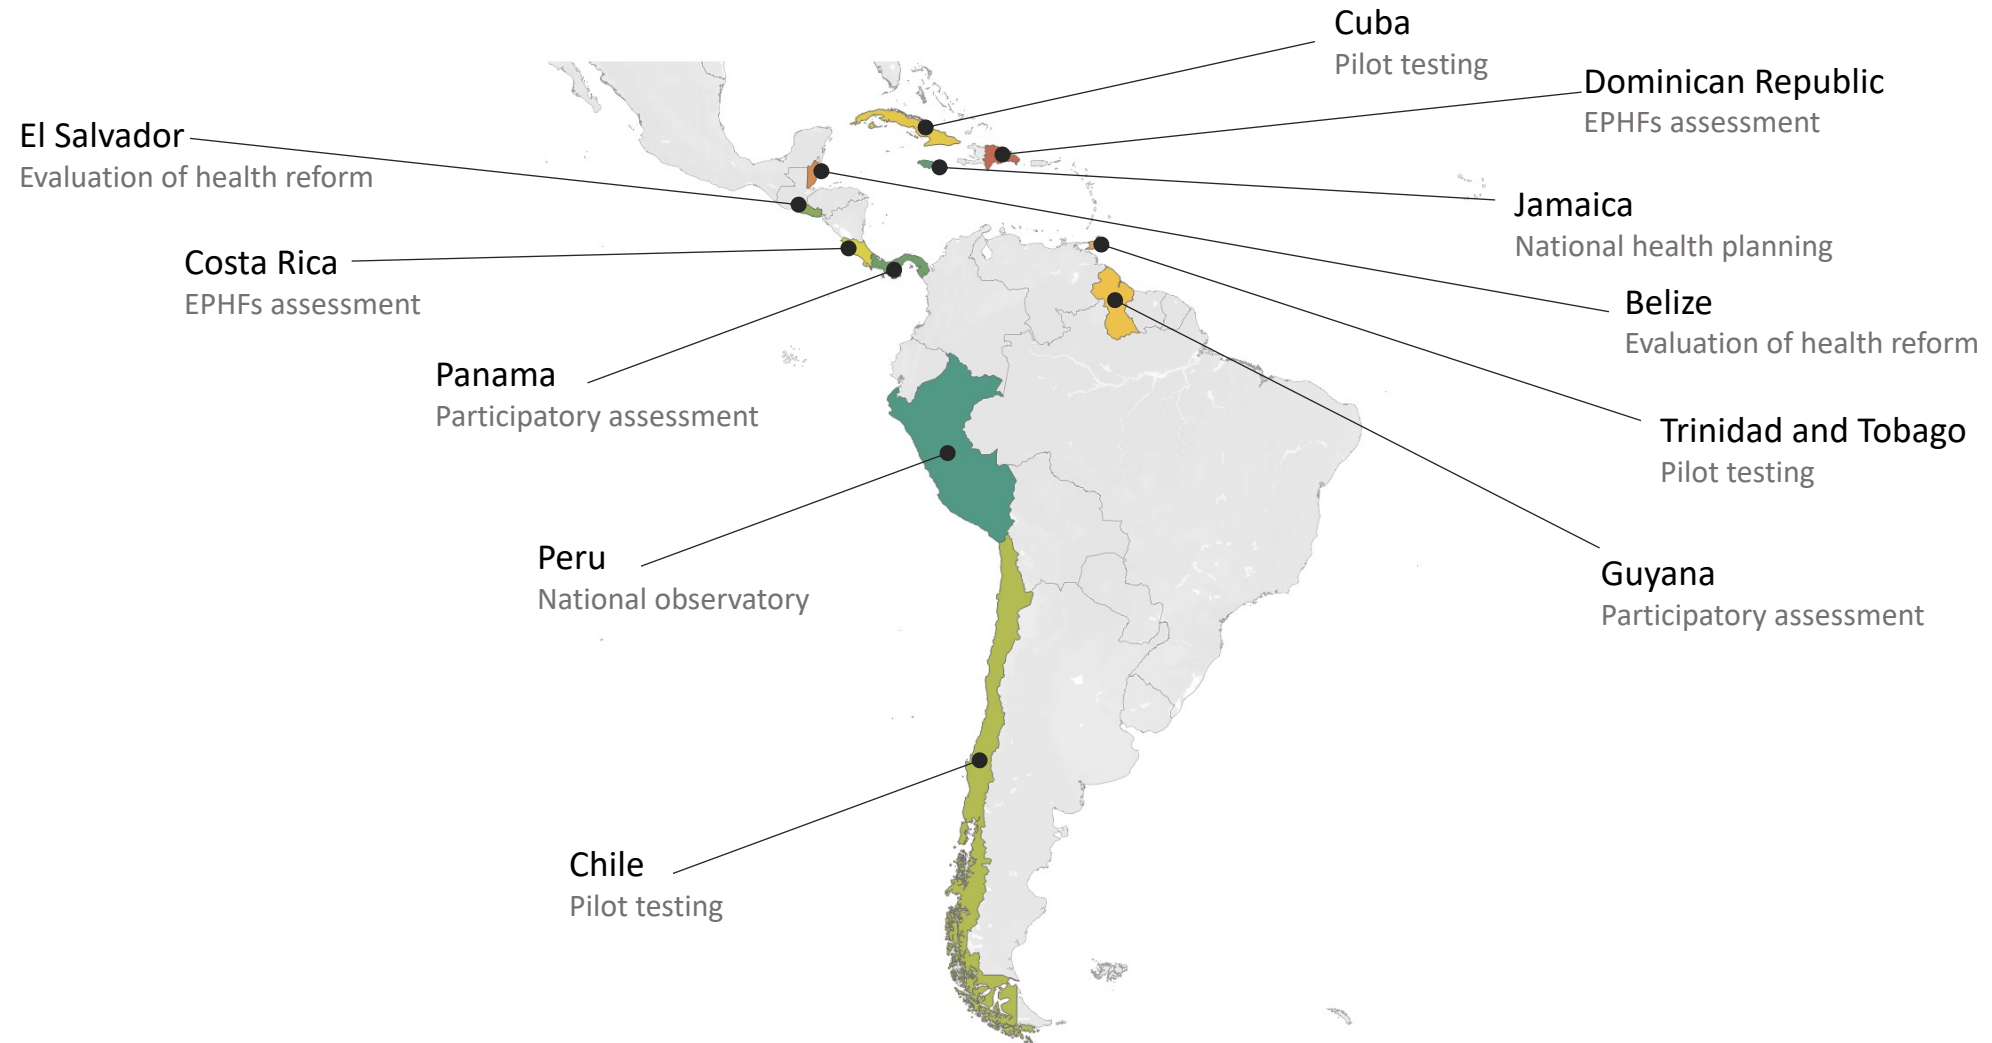 Cuba
Pilot testing
Dominican Republic
EPHFs assessment
El Salvador
Evaluation of health reform
Jamaica
National health planning
Costa Rica
EPHFs assessment
Belize
Evaluation of health reform
Panama
Participatory assessment
Trinidad and Tobago
Pilot testing
Peru
National observatory
Guyana
Participatory assessment
Chile
Pilot testing